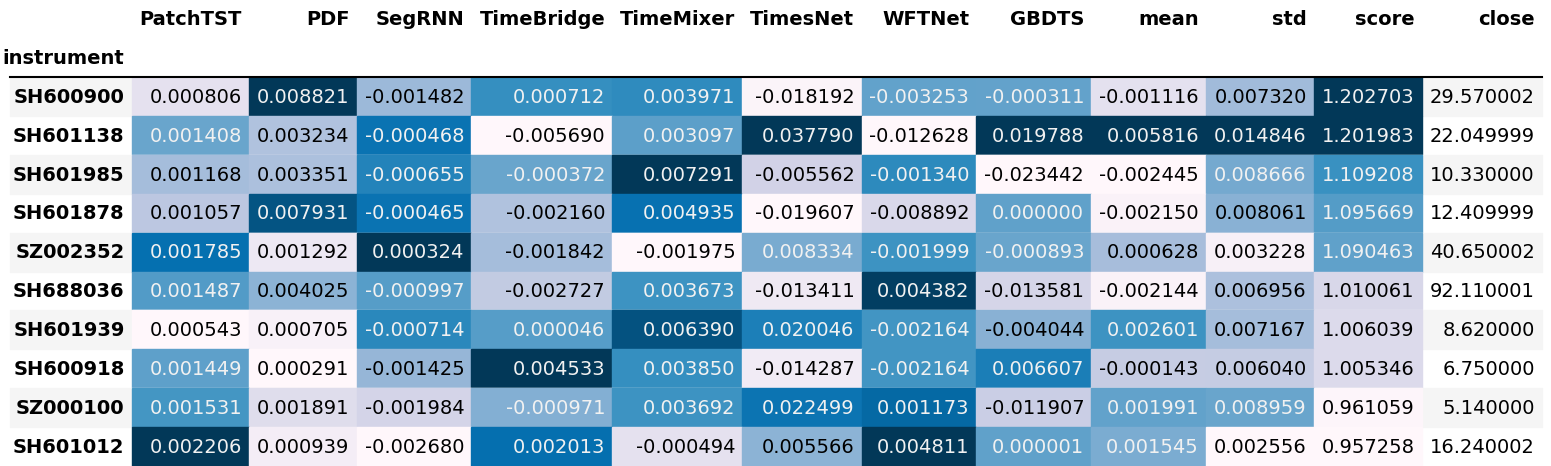 PatchTST PDF SegRNN TimeBridge TimeMixer TimesNet WFTNet GBDTS mean std score close
instrument
SH600900 0.000806 0.008821 -0.001482 0.000712 0.003971 -0.018192 -0.003253 -0.000311 -0.001116 0.007320 1.202703 29.570002
SH601138 0.001408 0.003234 -0.000468 -0.005690 0.003097 0.037790 -0.012628 0.019788 0.005816 0.014846 1.201983 22.049999
SH601985 0.001168 0.003351 -0.000655 -0.000372 0.007291 -0.005562 -0.001340 -0.023442 -0.002445 0.008666 1.109208 10.330000
SH601878 0.001057 0.007931 -0.000465 -0.002160 0.004935 -0.019607 -0.008892 0.000000 -0.002150 0.008061 1.095669 12.409999
SZ002352 0.001785 0.001292 0.000324 -0.001842 -0.001975 0.008334 -0.001999 -0.000893 0.000628 0.003228 1.090463 40.650002
SH688036 0.001487 0.004025 -0.000997 -0.002727 0.003673 -0.013411 0.004382 -0.013581 -0.002144 0.006956 1.010061 92.110001
SH601939 0.000543 0.000705 -0.000714 0.000046 0.006390 0.020046 -0.002164 -0.004044 0.002601 0.007167 1.006039 8.620000
SH600918 0.001449 0.000291 -0.001425 0.004533 0.003850 -0.014287 -0.002164 0.006607 -0.000143 0.006040 1.005346 6.750000
SZ000100 0.001531 0.001891 -0.001984 -0.000971 0.003692 0.022499 0.001173 -0.011907 0.001991 0.008959 0.961059 5.140000
SH601012 0.002206 0.000939 -0.002680 0.002013 -0.000494 0.005566 0.004811 0.000001 0.001545 0.002556 0.957258 16.240002